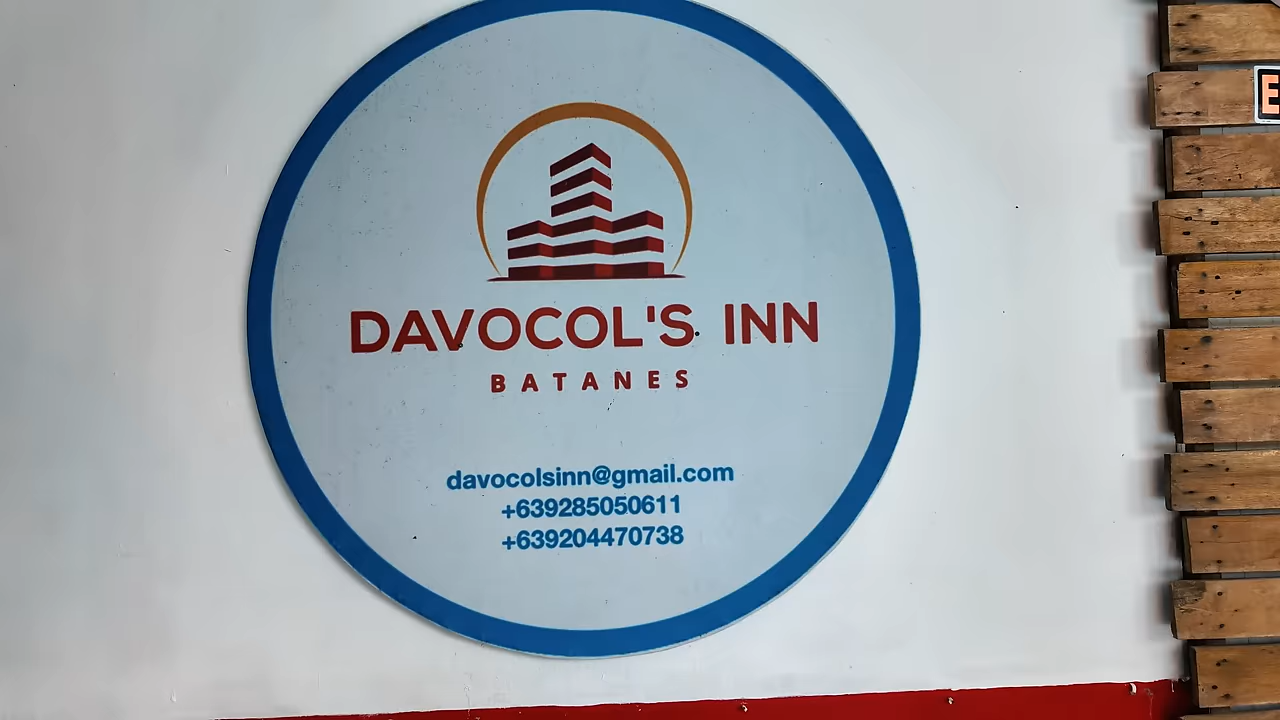 DAVOCOL'S INN
BATANES
davocolsinn@gmail.com
+639285050611
+639204470738
E